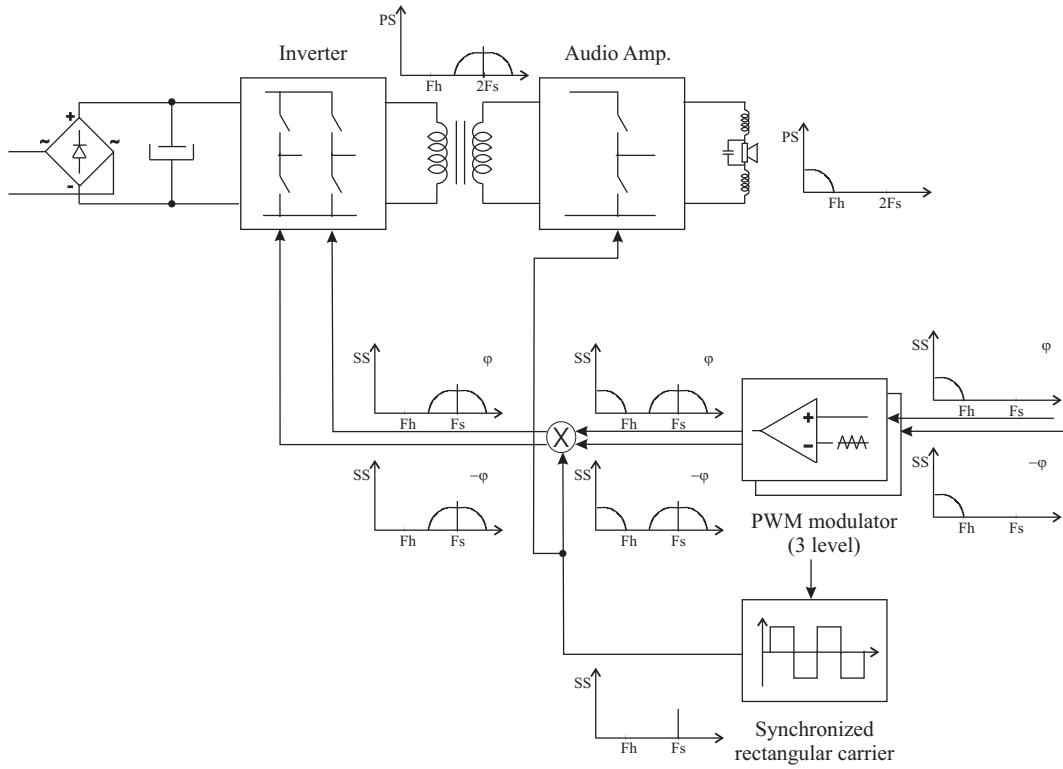 PS
Inverter
Audio Amp.
Fh
2Fs
+
~
~
-
PS
Fh
2Fs
SS
φ
Fh
Fs
SS
φ
Fh
Fs
SS
φ
Fh
Fs
X
+
-
SS
−φ
Fh
Fs
SS
−φ
Fh
Fs
SS
−φ
Fh
Fs
PWM modulator
(3 level)
SS
Fh
Fs
Synchronized
rectangular carrier